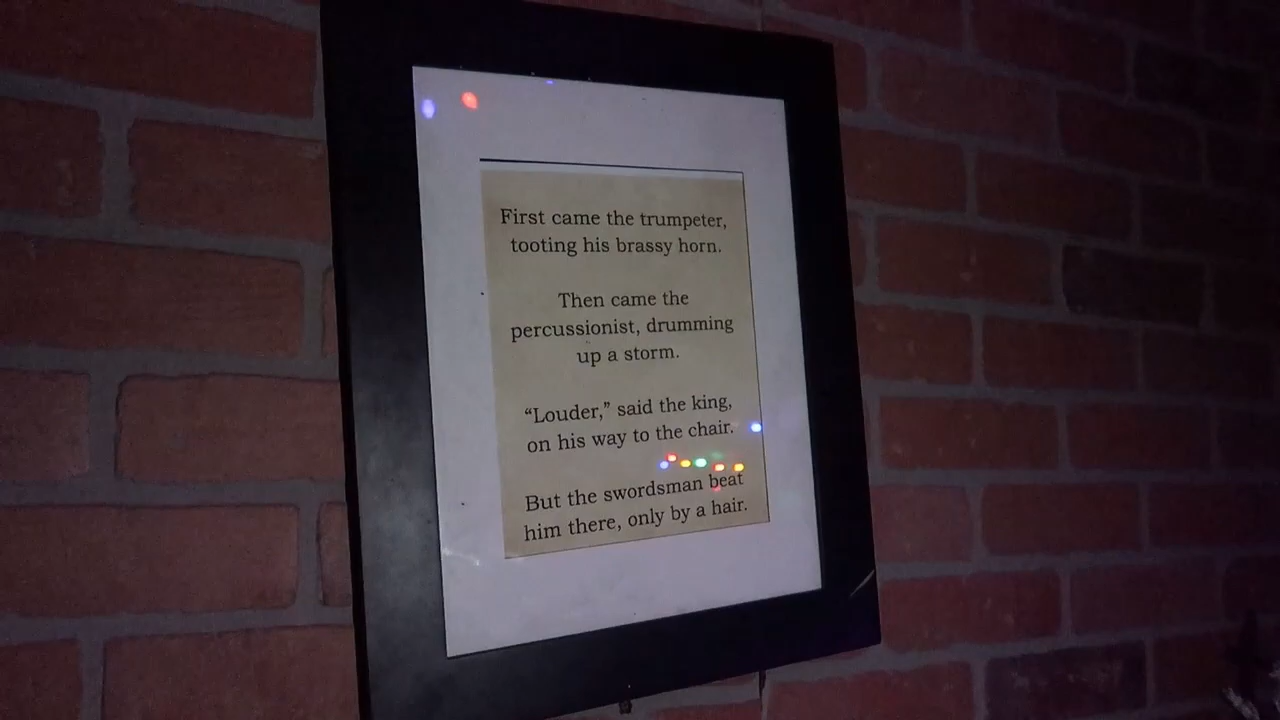 First came the trumpeter,
tooting his brassy horn.
Then came the
percussionist, drumming
up a storm.
“Louder,” said the king,
on his way to the chair.
But the swordsman beat
him there, only by a hair.